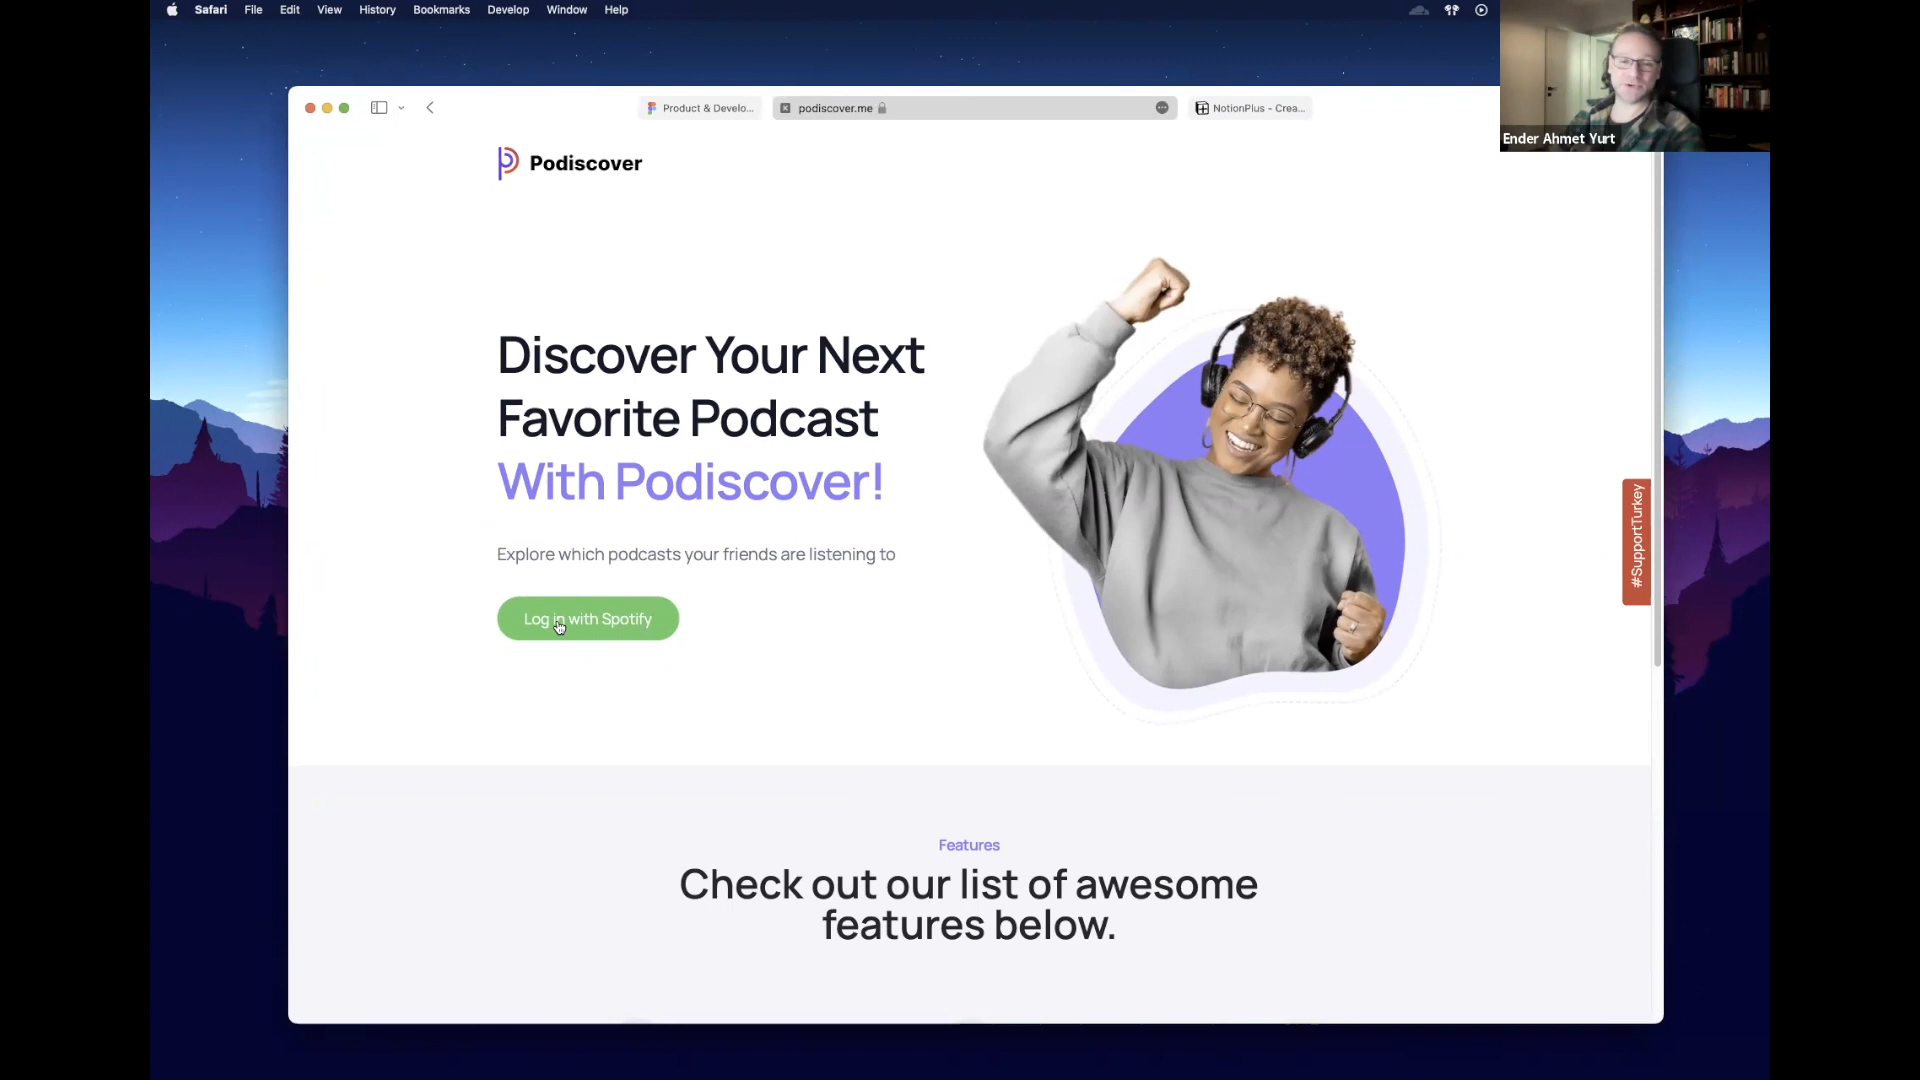 Safari File Edit View History Bookmarks Develop Window Help
Product & Develo...
podiscover.me
NotionPlus - Crea...
Ender Ahmet Yurt
Podiscover
Discover Your Next
Favorite Podcast
With Podiscover!
Explore which podcasts your friends are listening to
Log in with Spotify
#SupportTurkey
Features
Check out our list of awesome
features below.